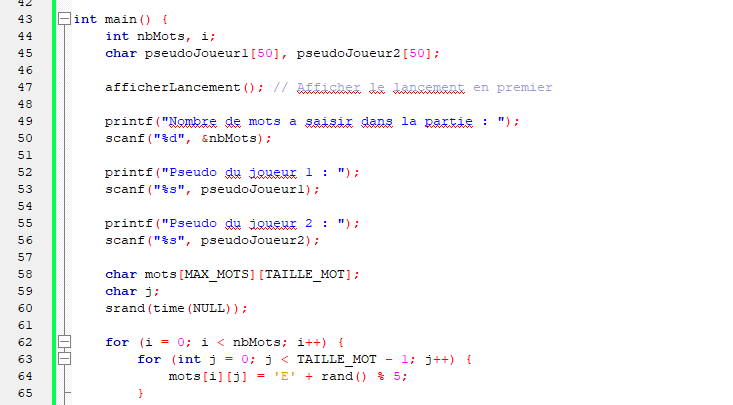 42
43 int main() {
44 int nbMots, i;
45 char pseudoJoueur1[50], pseudoJoueur2[50];
46
47 afficherLancement(); // Afficher le lancement en premier
48
49 printf("Nombre de mots a saisir dans la partie : ");
50 scanf("%d", &nbMots);
51
52 printf("Pseudo du joueur 1 : ");
53 scanf("%s", pseudoJoueur1);
54
55 printf("Pseudo du joueur 2 : ");
56 scanf("%s", pseudoJoueur2);
57
58 char mots[MAX_MOTS][TAILLE_MOT];
59 char j;
60 srand(time(NULL));
61
62 for (i = 0; i < nbMots; i++) {
63 for (int j = 0; j < TAILLE_MOT - 1; j++) {
64 mots[i][j] = 'E' + rand() % 5;
65 }